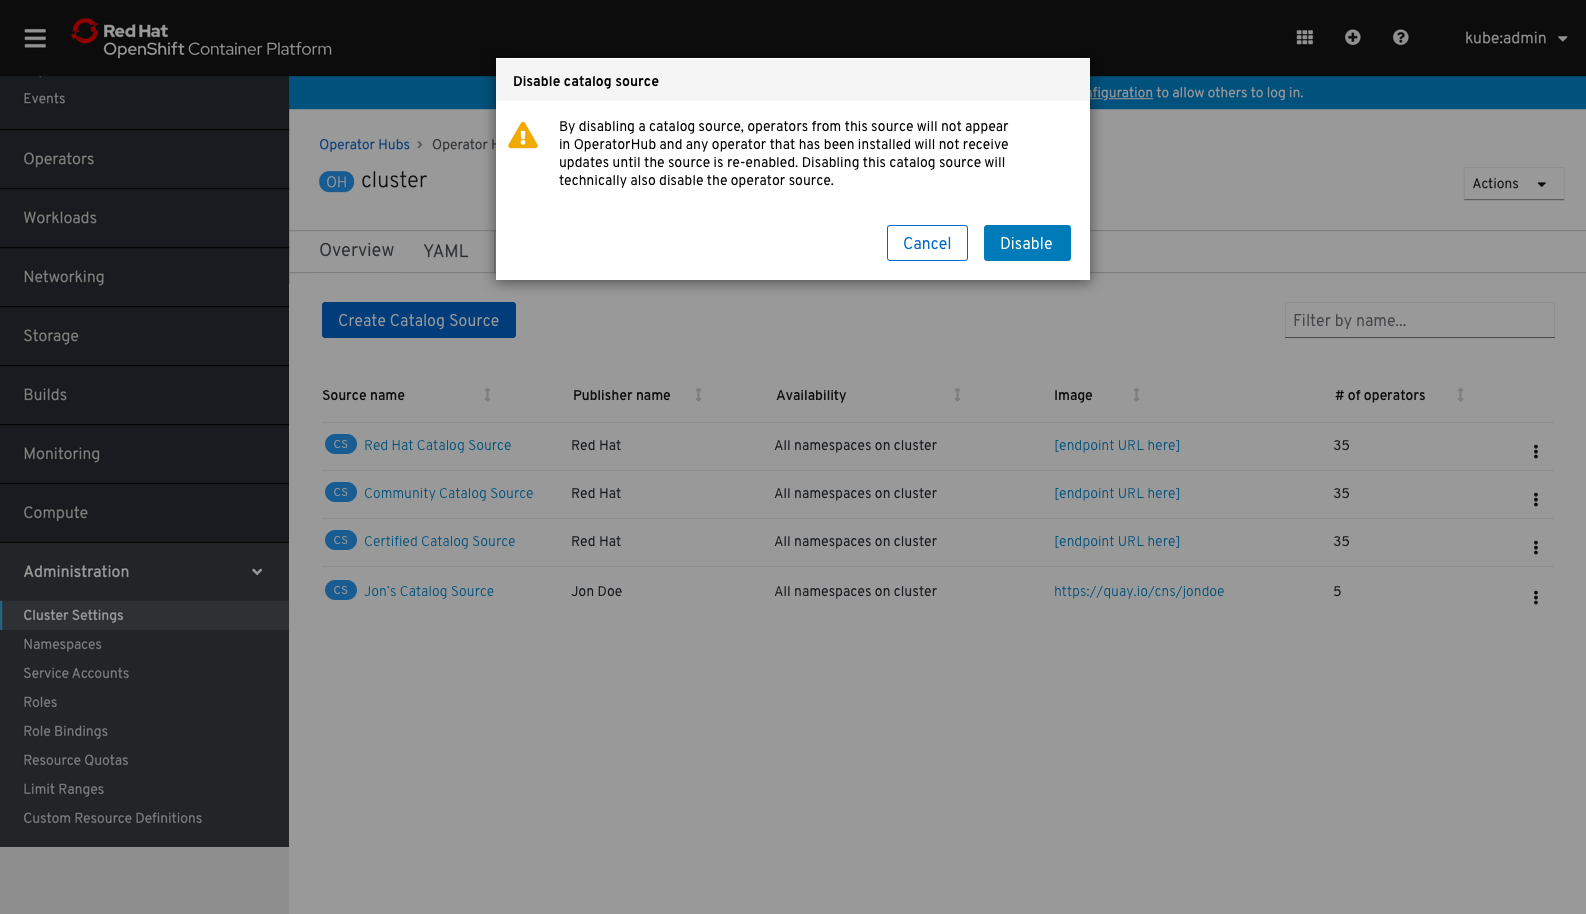 Red Hat
OpenShift Container Platform
kube:admin
Disable catalog source
By disabling a catalog source, operators from this source will not appear
in OperatorHub and any operator that has been installed will not receive
updates until the source is re-enabled. Disabling this catalog source will
technically also disable the operator source.
Cancel
Disable
to allow others to log in.
Events
Operators
Workloads
Networking
Storage
Builds
Monitoring
Compute
Administration
Cluster Settings
Namespaces
Service Accounts
Roles
Role Bindings
Resource Quotas
Limit Ranges
Custom Resource Definitions
Operator Hubs > Operator
OH cluster
Actions
Overview YAML
Create Catalog Source
Filter by name...
Source name Publisher name Availability Image # of operators
CS Red Hat Catalog Source Red Hat All namespaces on cluster [endpoint URL here] 35
CS Community Catalog Source Red Hat All namespaces on cluster [endpoint URL here] 35
CS Certified Catalog Source Red Hat All namespaces on cluster [endpoint URL here] 35
CS Jon's Catalog Source Jon Doe All namespaces on cluster https://quay.io/cns/jondoe 5